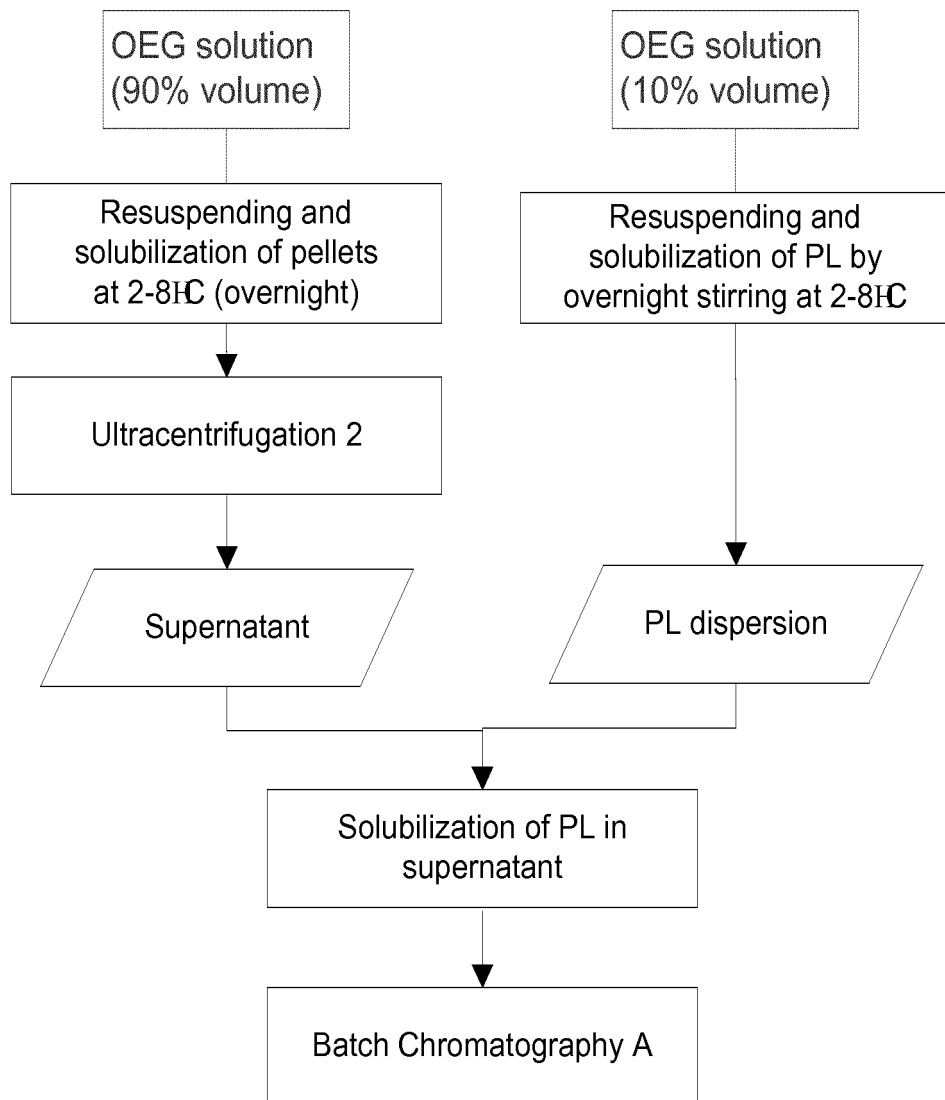 OEG solution
(90% volume)
OEG solution
(10% volume)
Resuspending and
solubilization of pellets
at 2-8HC (overnight)
Resuspending and
solubilization of PL by
overnight stirring at 2-8HC
Ultracentrifugation 2
Supernatant
PL dispersion
Solubilization of PL in
supernatant
Batch Chromatography A